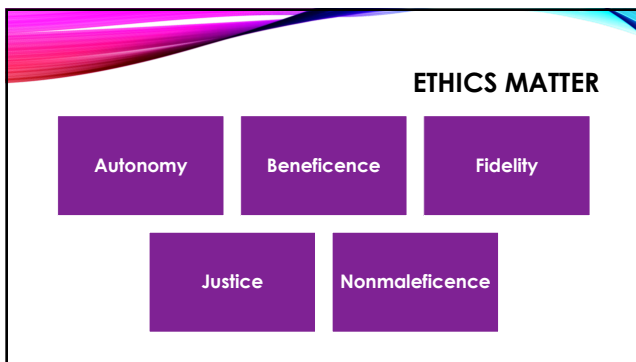 ETHICS MATTER
Autonomy
Beneficence
Fidelity
Justice
Nonmaleficence